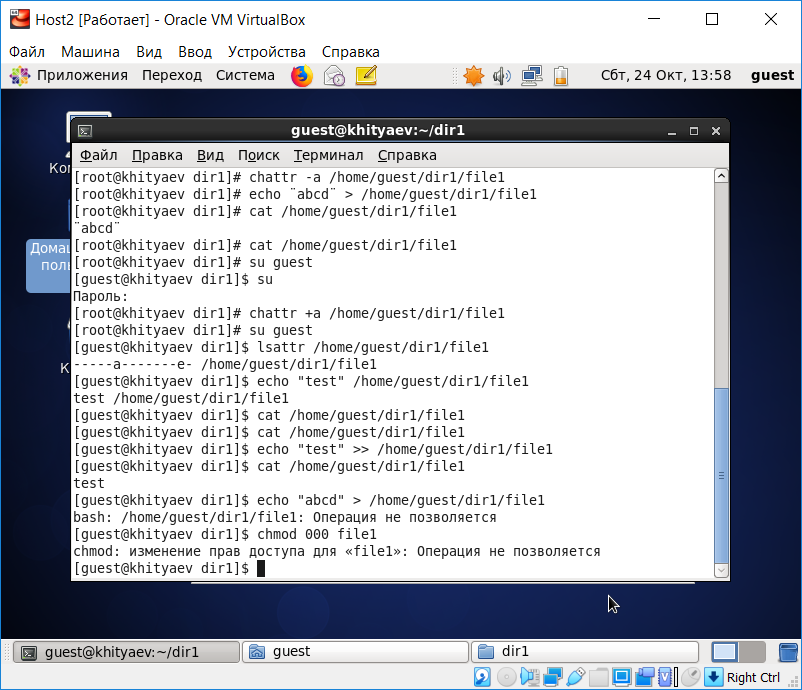 Host2 [Работает] - Oracle VM VirtualBox
Файл Машина Вид Ввод Устройства Справка
Приложения Переход Система Сбт, 24 Окт, 13:58 guest
guest@khityaev:~/dir1
Файл Правка Вид Поиск Терминал Справка
[root@khityaev dir1]# chattr -a /home/guest/dir1/file1
[root@khityaev dir1]# echo ¨abcd¨ > /home/guest/dir1/file1
[root@khityaev dir1]# cat /home/guest/dir1/file1
¨abcd¨
[root@khityaev dir1]# cat /home/guest/dir1/file1
[root@khityaev dir1]# su guest
[guest@khityaev dir1]$ su
Пароль:
[root@khityaev dir1]# chattr +a /home/guest/dir1/file1
[root@khityaev dir1]# su guest
[guest@khityaev dir1]$ lsattr /home/guest/dir1/file1
-----a-------e- /home/guest/dir1/file1
[guest@khityaev dir1]$ echo "test" /home/guest/dir1/file1
test /home/guest/dir1/file1
[guest@khityaev dir1]$ cat /home/guest/dir1/file1
[guest@khityaev dir1]$ cat /home/guest/dir1/file1
[guest@khityaev dir1]$ echo "test" >> /home/guest/dir1/file1
[guest@khityaev dir1]$ cat /home/guest/dir1/file1
test
[guest@khityaev dir1]$ echo "abcd" > /home/guest/dir1/file1
bash: /home/guest/dir1/file1: Операция не позволяется
[guest@khityaev dir1]$ chmod 000 file1
chmod: изменение прав доступа для «file1»: Операция не позволяется
[guest@khityaev dir1]$
guest@khityaev:~/dir1 guest dir1
Right Ctrl